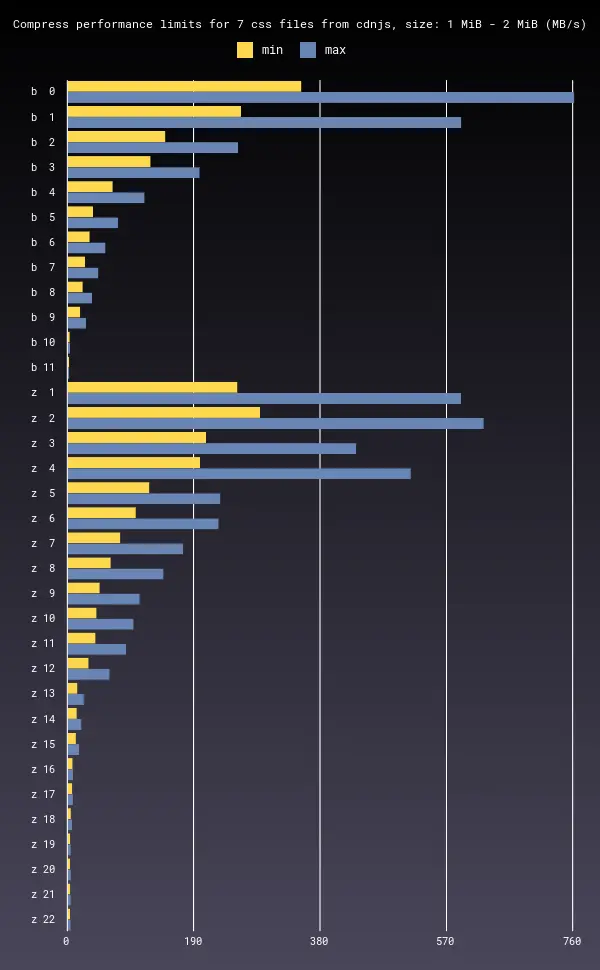 Compress performance limits for 7 css files from cdnjs, size: 1 MiB - 2 MiB (MB/s)
min max
b 0
b 1
b 2
b 3
b 4
b 5
b 6
b 7
b 8
b 9
b 10
b 11
z 1
z 2
z 3
z 4
z 5
z 6
z 7
z 8
z 9
z 10
z 11
z 12
z 13
z 14
z 15
z 16
z 17
z 18
z 19
z 20
z 21
z 22
0 190 380 570 760